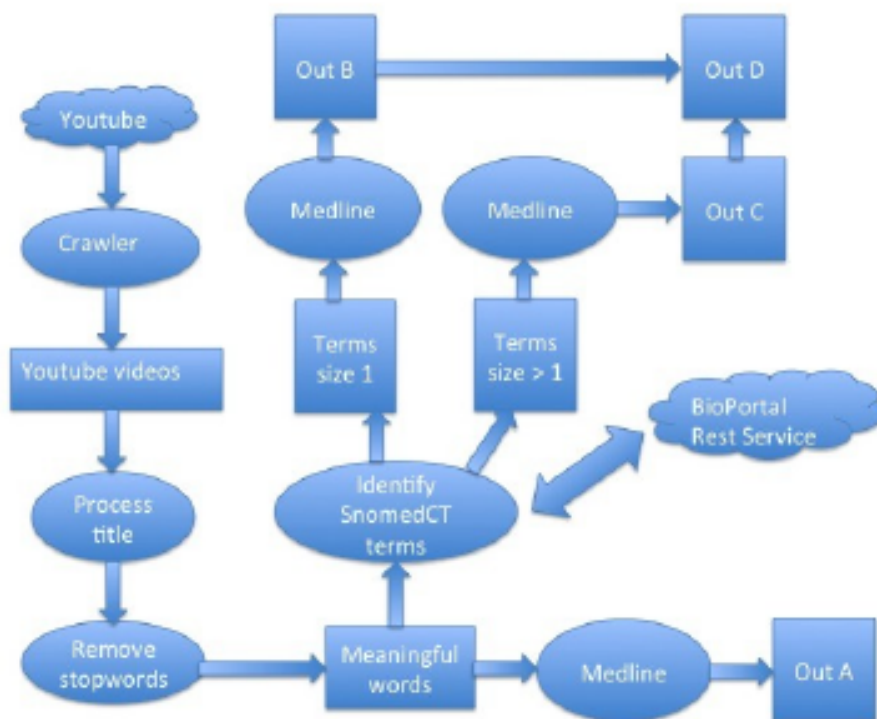 Out B
Out D
Youtube
Medline
Medline
Out C
Crawler
Terms
size 1
Terms
size > 1
Youtube videos
BioPortal
Rest Service
Identify
SnomedCT
terms
Process
title
Remove
stopwords
Meaningful
words
Medline
Out A